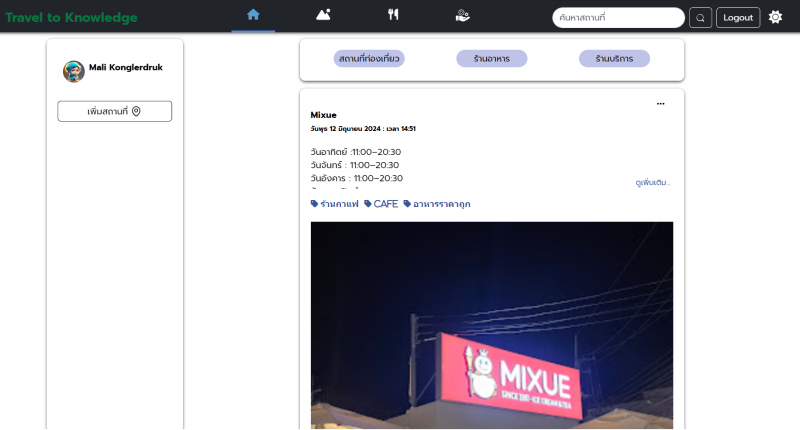 Travel to Knowledge
ค้นหาสถานที่
Logout
Mali Konglerdruk
เพิ่มสถานที่
สถานที่ท่องเที่ยว
ร้านอาหาร
ร้านบริการ
Mixue
วันพุธ 12 มิถุนายน 2024 : เวลา 14:51
วันอาทิตย์ :11:00–20:30
วันจันทร์ : 11:00–20:30
วันอังคาร : 11:00–20:30
ดูเพิ่มเติม...
ร้านกาแฟ CAFE อาหารราคาถูก
MIXUE
SINCE 1997-ICE CREAM&TEA